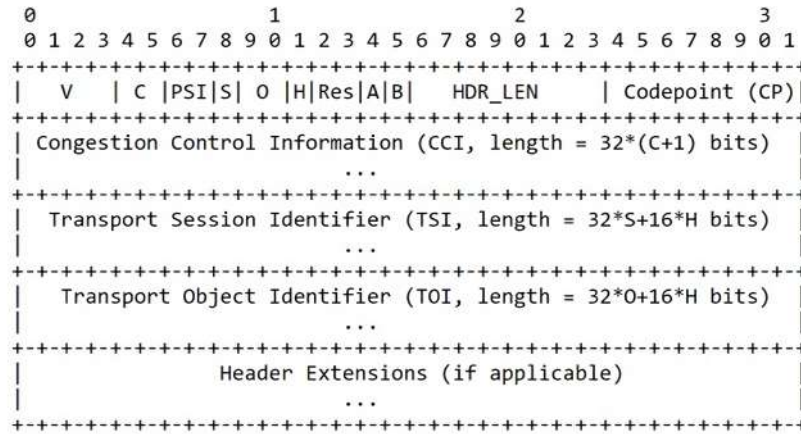 0                   1                   2                   3
0 1 2 3 4 5 6 7 8 9 0 1 2 3 4 5 6 7 8 9 0 1 2 3 4 5 6 7 8 9 0 1
+-+-+-+-+-+-+-+-+-+-+-+-+-+-+-+-+-+-+-+-+-+-+-+-+-+-+-+-+-+-+-+-+
|   V   | C |PSI|S| O |H|Res|A|B|   HDR_LEN     | Codepoint (CP)|
+-+-+-+-+-+-+-+-+-+-+-+-+-+-+-+-+-+-+-+-+-+-+-+-+-+-+-+-+-+-+-+-+
| Congestion Control Information (CCI, length = 32*(C+1) bits)  |
|                          ...                                  |
+-+-+-+-+-+-+-+-+-+-+-+-+-+-+-+-+-+-+-+-+-+-+-+-+-+-+-+-+-+-+-+-+
|  Transport Session Identifier (TSI, length = 32*S+16*H bits)  |
|                          ...                                  |
+-+-+-+-+-+-+-+-+-+-+-+-+-+-+-+-+-+-+-+-+-+-+-+-+-+-+-+-+-+-+-+-+
|   Transport Object Identifier (TOI, length = 32*O+16*H bits)  |
|                          ...                                  |
+-+-+-+-+-+-+-+-+-+-+-+-+-+-+-+-+-+-+-+-+-+-+-+-+-+-+-+-+-+-+-+-+
|                Header Extensions (if applicable)              |
|                          ...                                  |
+-+-+-+-+-+-+-+-+-+-+-+-+-+-+-+-+-+-+-+-+-+-+-+-+-+-+-+-+-+-+-+-+